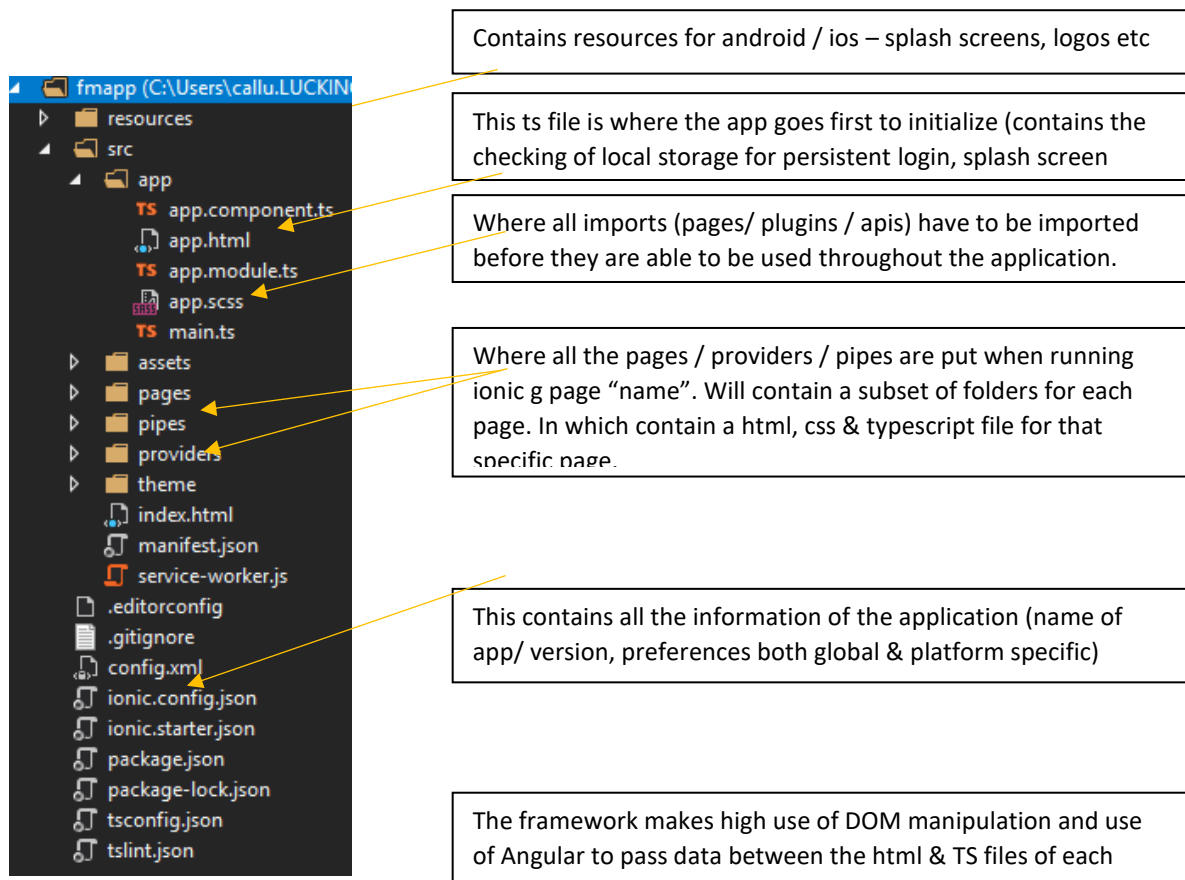 fmapp (C:\Users\callu.LUCKIN
resources
src
app
app.component.ts
app.html
app.module.ts
app.scss
main.ts
assets
pages
pipes
providers
theme
index.html
manifest.json
service-worker.js
.editorconfig
.gitignore
config.xml
ionic.config.json
ionic.starter.json
package.json
package-lock.json
tsconfig.json
tslint.json
Contains resources for android / ios – splash screens, logos etc
This ts file is where the app goes first to initialize (contains the
checking of local storage for persistent login, splash screen
Where all imports (pages/ plugins / apis) have to be imported
before they are able to be used throughout the application.
Where all the pages / providers / pipes are put when running
ionic g page “name”. Will contain a subset of folders for each
page. In which contain a html, css & typescript file for that
specific page.
This contains all the information of the application (name of
app/ version, preferences both global & platform specific)
The framework makes high use of DOM manipulation and use
of Angular to pass data between the html & TS files of each